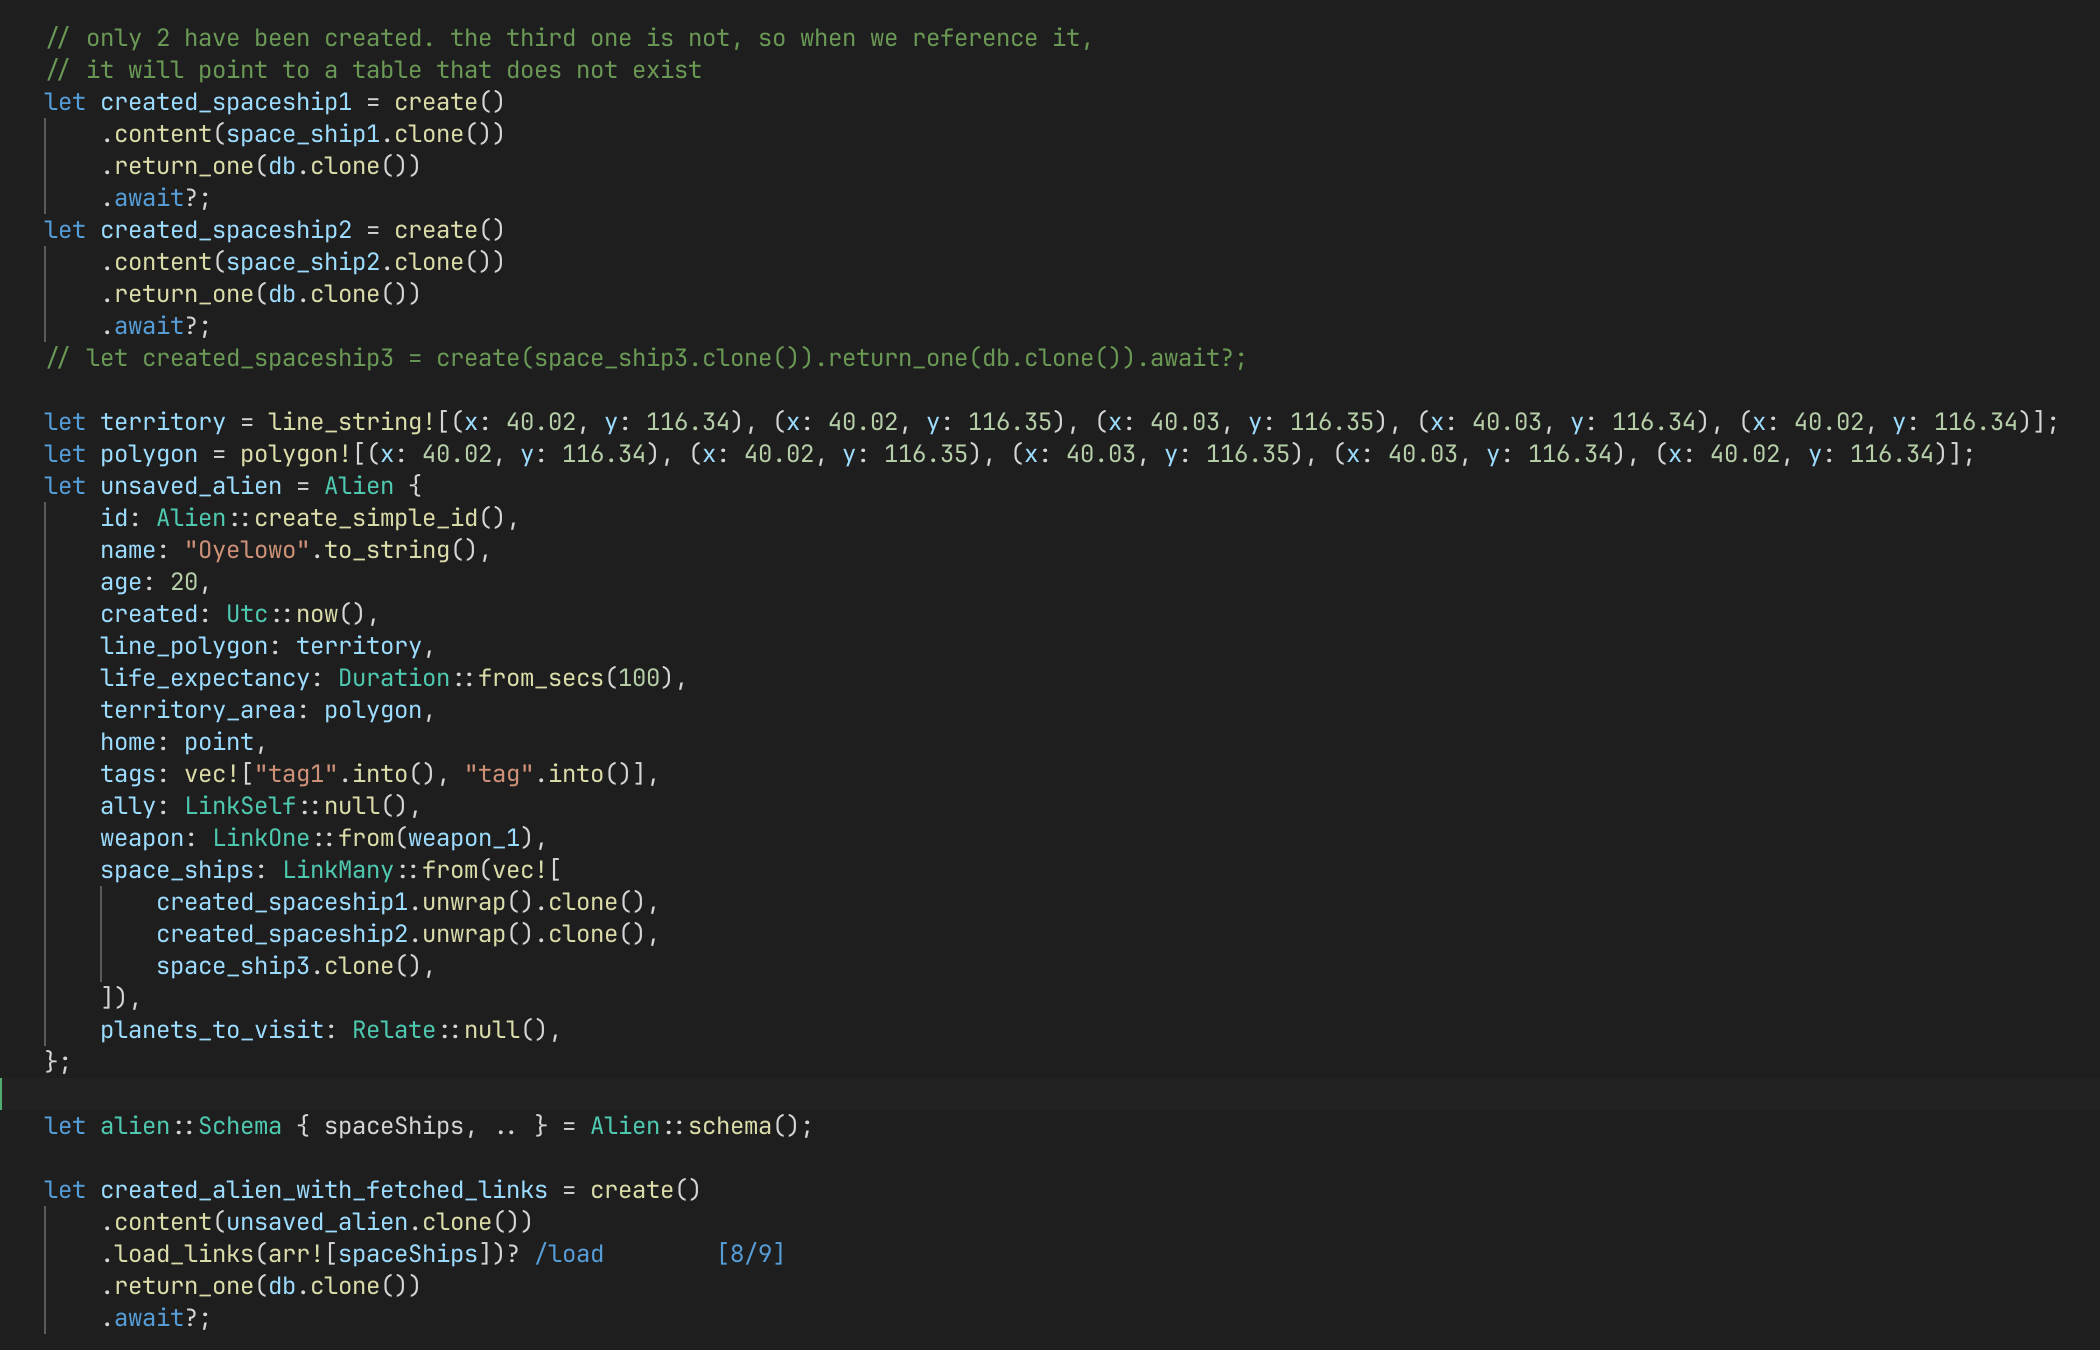 // only 2 have been created. the third one is not, so when we reference it,
// it will point to a table that does not exist
let created_spaceship1 = create()
.content(space_ship1.clone())
.return_one(db.clone())
.await?;
let created_spaceship2 = create()
.content(space_ship2.clone())
.return_one(db.clone())
.await?;
// let created_spaceship3 = create(space_ship3.clone()).return_one(db.clone()).await?;
let territory = line_string![(x: 40.02, y: 116.34), (x: 40.02, y: 116.35), (x: 40.03, y: 116.35), (x: 40.03, y: 116.34), (x: 40.02, y: 116.34)];
let polygon = polygon![(x: 40.02, y: 116.34), (x: 40.02, y: 116.35), (x: 40.03, y: 116.35), (x: 40.03, y: 116.34), (x: 40.02, y: 116.34)];
let unsaved_alien = Alien {
id: Alien::create_simple_id(),
name: "Oyelowo".to_string(),
age: 20,
created: Utc::now(),
line_polygon: territory,
life_expectancy: Duration::from_secs(100),
territory_area: polygon,
home: point,
tags: vec!["tag1".into(), "tag".into()],
ally: LinkSelf::null(),
weapon: LinkOne::from(weapon_1),
space_ships: LinkMany::from(vec![
created_spaceship1.unwrap().clone(),
created_spaceship2.unwrap().clone(),
space_ship3.clone(),
]),
planets_to_visit: Relate::null(),
};
let alien::Schema { spaceShips, .. } = Alien::schema();
let created_alien_with_fetched_links = create()
.content(unsaved_alien.clone())
.load_links(arr![spaceShips])? /load [8/9]
.return_one(db.clone())
.await?;